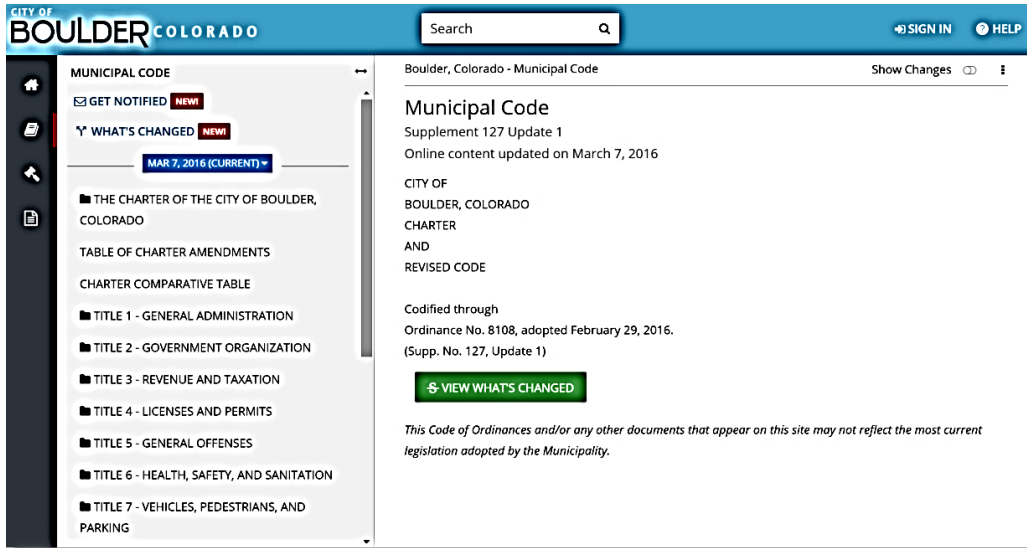 CITY OF
BOULDER COLORADO
Search
SIGN IN
HELP
MUNICIPAL CODE
GET NOTIFIED NEW!
WHAT'S CHANGED NEW!
MAR 7, 2016 (CURRENT)
THE CHARTER OF THE CITY OF BOULDER,
COLORADO
TABLE OF CHARTER AMENDMENTS
CHARTER COMPARATIVE TABLE
TITLE 1 - GENERAL ADMINISTRATION
TITLE 2 - GOVERNMENT ORGANIZATION
TITLE 3 - REVENUE AND TAXATION
TITLE 4 - LICENSES AND PERMITS
TITLE 5 - GENERAL OFFENSES
TITLE 6 - HEALTH, SAFETY, AND SANITATION
TITLE 7 - VEHICLES, PEDESTRIANS, AND
PARKING
Boulder, Colorado - Municipal Code
Show Changes
Municipal Code
Supplement 127 Update 1
Online content updated on March 7, 2016
CITY OF
BOULDER, COLORADO
CHARTER
AND
REVISED CODE
Codified through
Ordinance No. 8108, adopted February 29, 2016.
(Supp. No. 127, Update 1)
VIEW WHAT'S CHANGED
This Code of Ordinances and/or any other documents that appear on this site may not reflect the most current
legislation adopted by the Municipality.